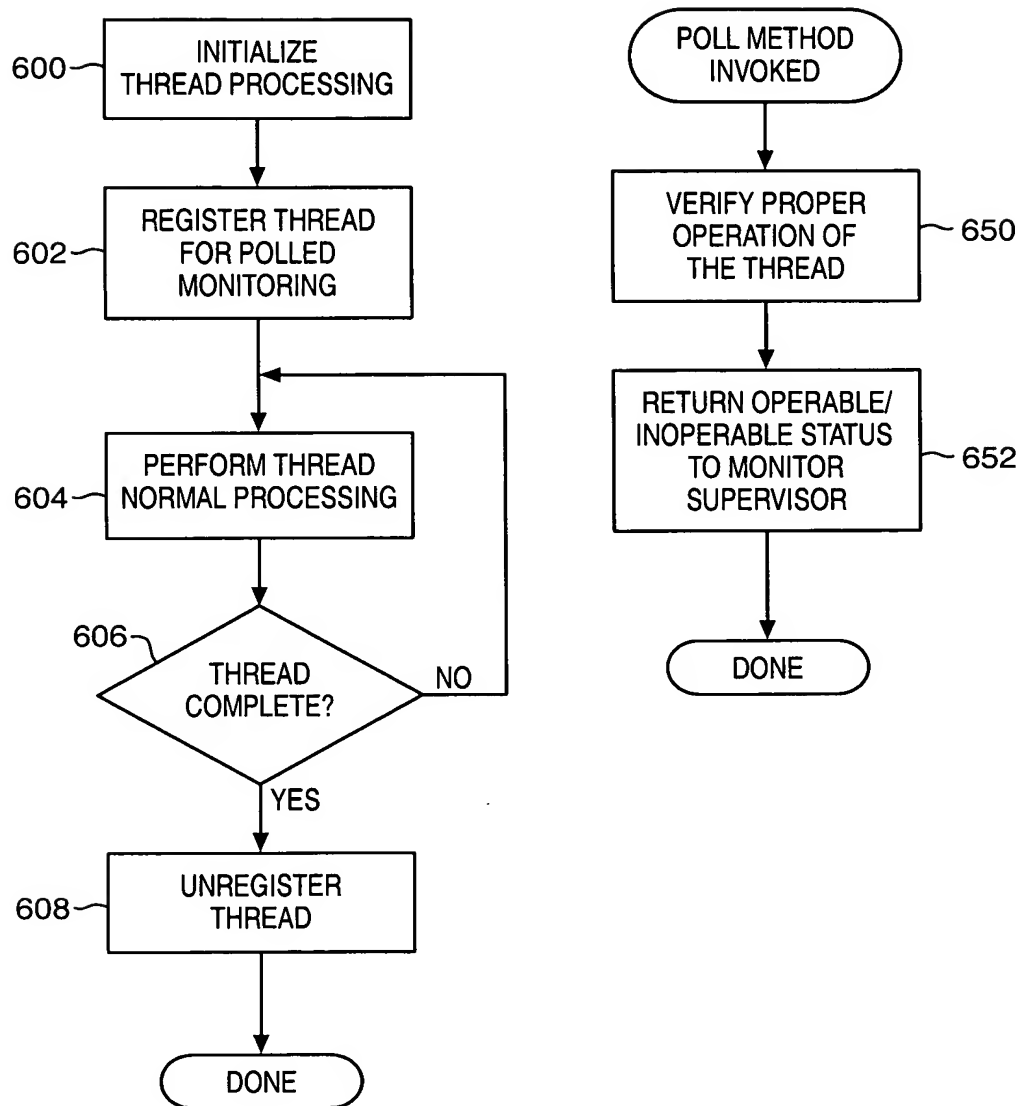 600
INITIALIZE
THREAD PROCESSING
602
REGISTER THREAD
FOR POLLED
MONITORING
604
PERFORM THREAD
NORMAL PROCESSING
606
THREAD
COMPLETE?
NO
YES
608
UNREGISTER
THREAD
DONE
POLL METHOD
INVOKED
VERIFY PROPER
OPERATION OF
THE THREAD
650
RETURN OPERABLE/
INOPERABLE STATUS
TO MONITOR
SUPERVISOR
652
DONE